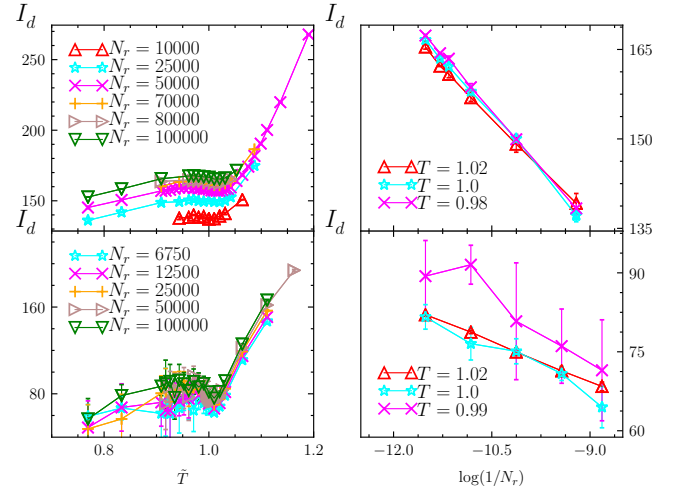 I_d
I_d
260
200
150
N_r = 10000
N_r = 25000
N_r = 50000
N_r = 70000
N_r = 80000
N_r = 100000
165
150
135
T = 1.02
T = 1.0
T = 0.98
I_d
I_d
160
80
N_r = 6750
N_r = 12500
N_r = 25000
N_r = 50000
N_r = 100000
0.8
1.0
1.2
T̃
90
75
60
T = 1.02
T = 1.0
T = 0.99
−12.0
−10.5
−9.0
log(1/N_r)